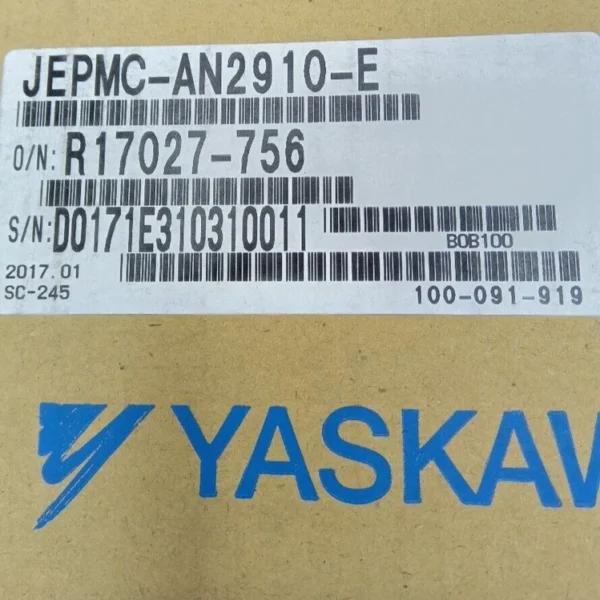 JEPMC-AN2910-E
O/N: R17027-756
S/N: D0171E310310011
B0B100
2017.01
SC-245
100-091-919
YASKAW